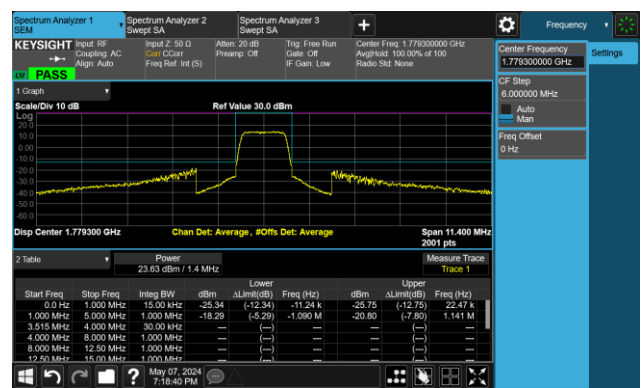 Spectrum Analyzer 1
SEM
Spectrum Analyzer 2
Swept SA
Spectrum Analyzer 3
Swept SA
+
Frequency
KEYSIGHT
Input: RF
Coupling: AC
Align: Auto
Input Z: 50 Ω
Corr CCorr
Freq Ref: Int (S)
Atten: 20 dB
Preamp: Off
Trig: Free Run
Gate: Off
IF Gain: Low
Center Freq: 1.779300000 GHz
Avg|Hold: 100.00% of 100
Radio Std: None
PASS
Center Frequency
1.779300000 GHz
Settings
CF Step
6.000000 MHz
Auto
Man
Freq Offset
0 Hz
1 Graph
Scale/Div 10 dB
Ref Value 30.0 dBm
Log
20.0
10.0
0.00
-10.0
-20.0
-30.0
-40.0
-50.0
-60.0
Disp Center 1.779300 GHz
Chan Det: Average, #Offs Det: Average
Span 11.400 MHz
2001 pts
2 Table
Power
23.63 dBm / 1.4 MHz
Measure Trace
Trace 1
Lower Upper
Start Freq Stop Freq Integ BW dBm ΔLimit(dB) Freq (Hz) dBm ΔLimit(dB) Freq (Hz)
0.0 Hz 1.000 MHz 15.00 kHz -25.34 (-12.34) -11.24 k -25.75 (-12.75) 22.47 k
1.000 MHz 5.000 MHz 1.000 MHz -18.29 (-5.29) -1.090 M -20.80 (-7.80) 1.141 M
3.515 MHz 4.000 MHz 30.00 kHz --- (---) --- --- (---) ---
4.000 MHz 8.000 MHz 1.000 MHz --- (---) --- --- (---) ---
8.000 MHz 12.50 MHz 1.000 MHz --- (---) --- --- (---) ---
12.50 MHz 15.00 MHz 1.000 MHz --- (---) --- --- (---) ---
?
May 07, 2024
7:18:40 PM